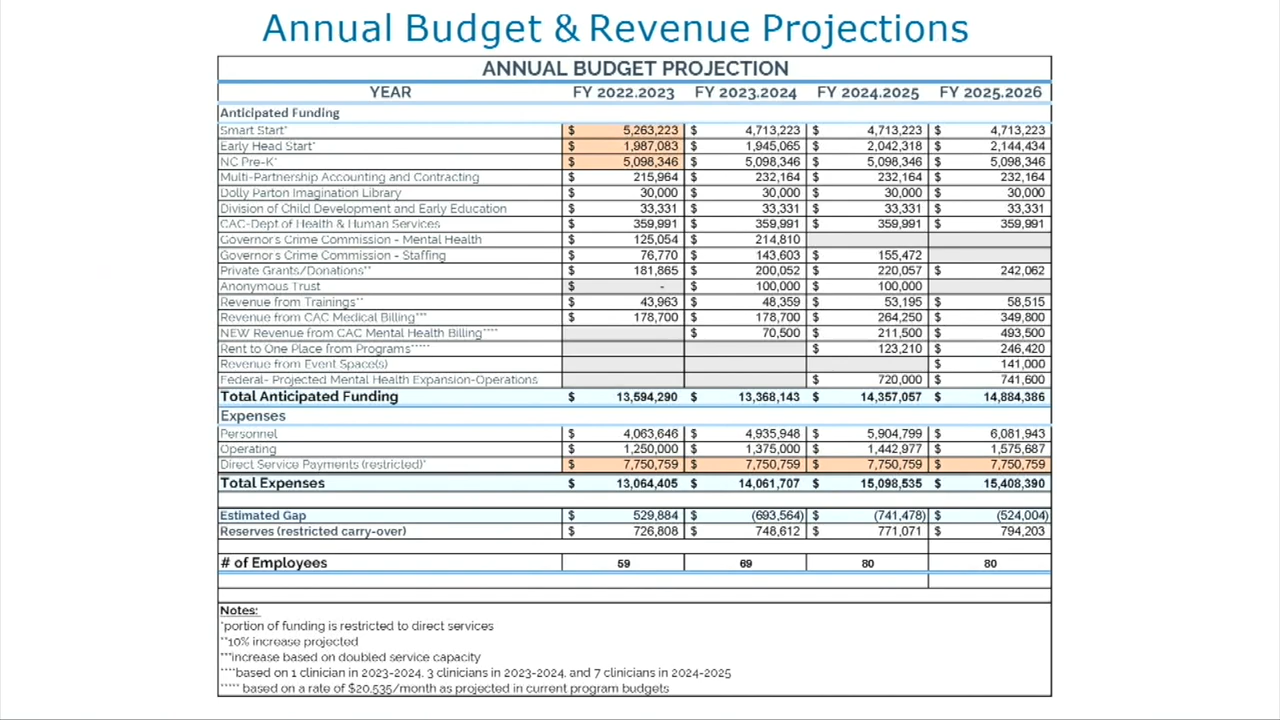 Annual Budget & Revenue Projections
ANNUAL BUDGET PROJECTION
YEAR FY 2022.2023 FY 2023.2024 FY 2024.2025 FY 2025.2026
Anticipated Funding
Smart Start* $ 5,263,223 $ 4,713,223 $ 4,713,223 $ 4,713,223
Early Head Start* $ 1,987,083 $ 1,945,065 $ 2,042,318 $ 2,144,434
NC Pre-K* $ 5,098,346 $ 5,098,346 $ 5,098,346 $ 5,098,346
Multi-Partnership Accounting and Contracting $ 215,964 $ 232,164 $ 232,164 $ 232,164
Dolly Parton Imagination Library $ 30,000 $ 30,000 $ 30,000 $ 30,000
Division of Child Development and Early Education $ 33,331 $ 33,331 $ 33,331 $ 33,331
CAC-Dept of Health & Human Services $ 359,991 $ 359,991 $ 359,991 $ 359,991
Governor's Crime Commission - Mental Health $ 125,054 $ 214,810
Governor's Crime Commission - Staffing $ 76,770 $ 143,603 $ 155,472
Private Grants/Donations** $ 181,865 $ 200,052 $ 220,057 $ 242,062
Anonymous Trust $ - $ 100,000 $ 100,000
Revenue from Trainings** $ 43,963 $ 48,359 $ 53,195 $ 58,515
Revenue from CAC Medical Billing*** $ 178,700 $ 178,700 $ 264,250 $ 349,800
NEW Revenue from CAC Mental Health Billing**** $ 70,500 $ 211,500 $ 493,500
Rent to One Place from Programs***** $ 123,210 $ 246,420
Revenue from Event Space(s) $ 141,000
Federal- Projected Mental Health Expansion-Operations $ 720,000 $ 741,600
Total Anticipated Funding $ 13,594,290 $ 13,368,143 $ 14,357,057 $ 14,884,386
Expenses
Personnel $ 4,063,646 $ 4,935,948 $ 5,904,799 $ 6,081,943
Operating $ 1,250,000 $ 1,375,000 $ 1,442,977 $ 1,575,687
Direct Service Payments (restricted)* $ 7,750,759 $ 7,750,759 $ 7,750,759 $ 7,750,759
Total Expenses $ 13,064,405 $ 14,061,707 $ 15,098,535 $ 15,408,390
Estimated Gap $ 529,884 $ (693,564) $ (741,478) $ (524,004)
Reserves (restricted carry-over) $ 726,808 $ 748,612 $ 771,071 $ 794,203
# of Employees 59 69 80 80
Notes:
*portion of funding is restricted to direct services
**10% increase projected
***increase based on doubled service capacity
****based on 1 clinician in 2023-2024, 3 clinicians in 2023-2024, and 7 clinicians in 2024-2025
***** based on a rate of $20,535/month as projected in current program budgets